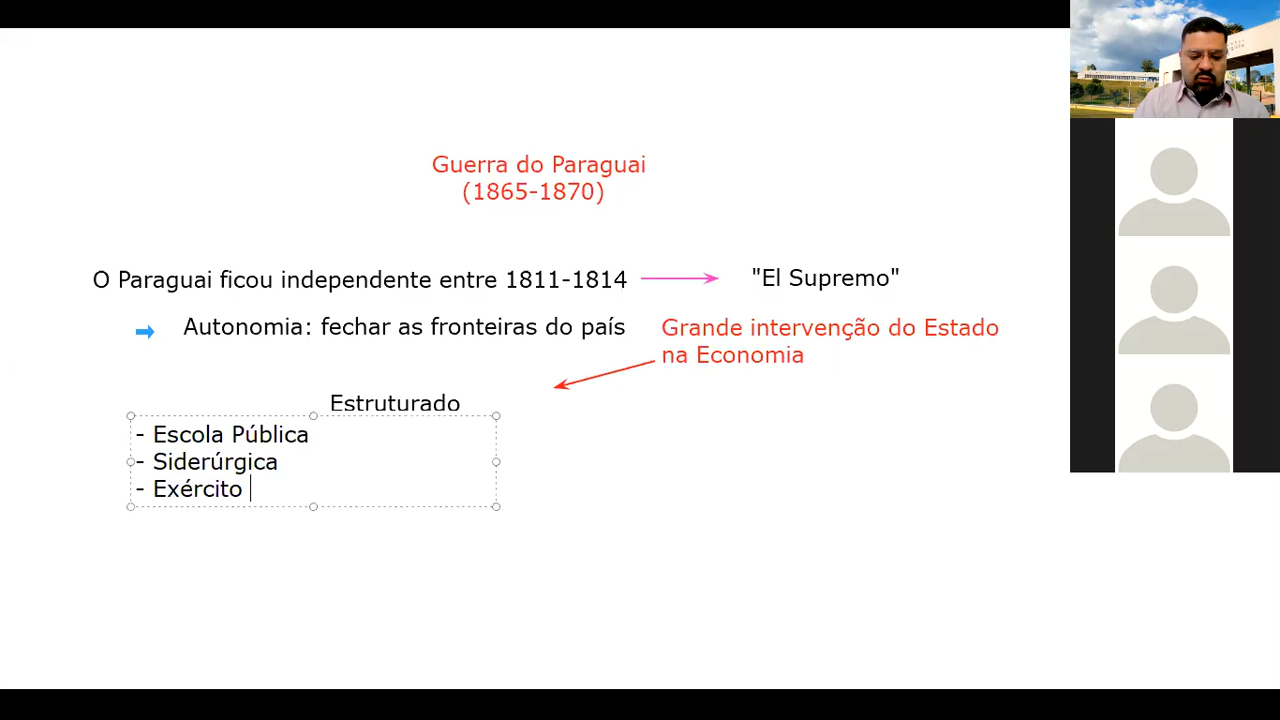 Guerra do Paraguai
(1865-1870)
O Paraguai ficou independente entre 1811-1814
"El Supremo"
Autonomia: fechar as fronteiras do país
Grande intervenção do Estado
na Economia
Estruturado
- Escola Pública
- Siderúrgica
- Exército